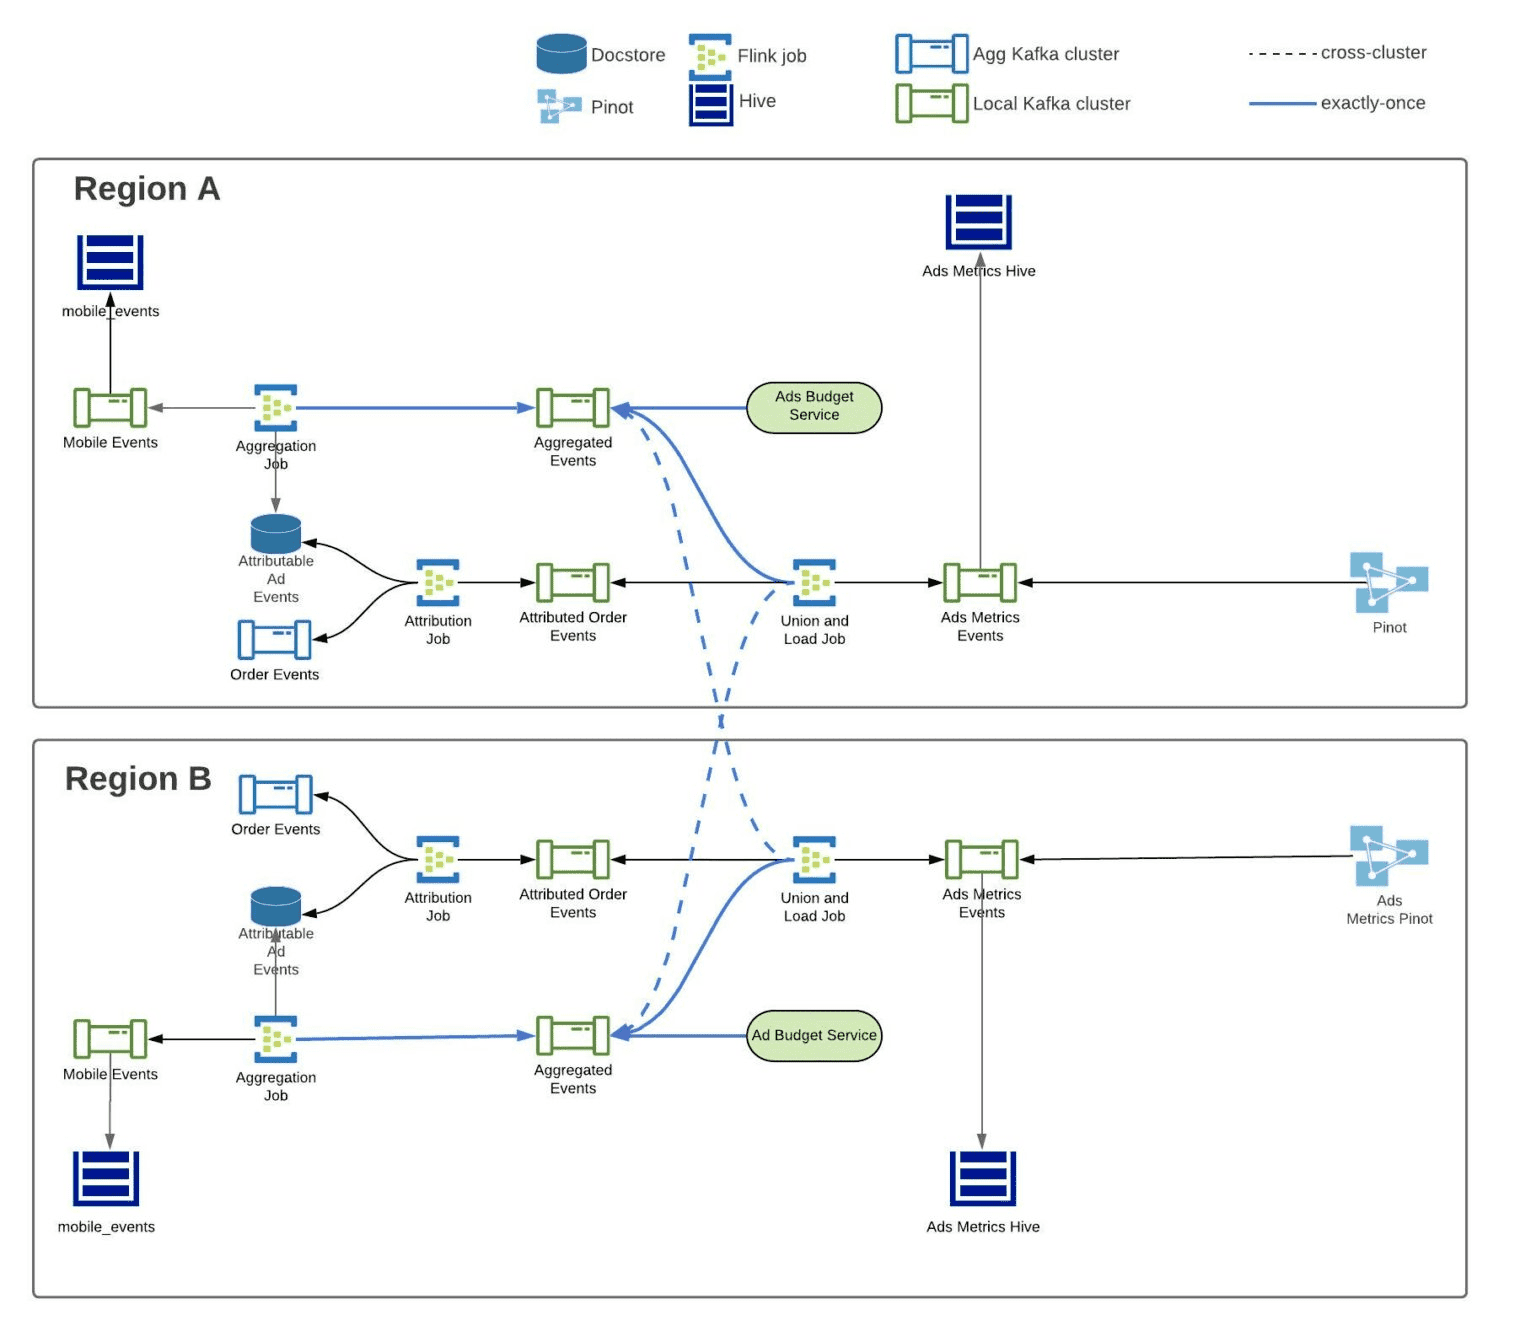 Docstore
Flink job
Agg Kafka cluster
cross-cluster
Pinot
Hive
Local Kafka cluster
exactly-once
Region A
Ads Metrics Hive
mobile_events
Ads Budget
Service
Mobile Events
Aggregation
Job
Aggregated
Events
Attributable
Ad
Events
Attribution
Job
Attributed Order
Events
Union and
Load Job
Ads Metrics
Events
Pinot
Order Events
Region B
Order Events
Attribution
Job
Attributed Order
Events
Union and
Load Job
Ads Metrics
Events
Ads
Metrics Pinot
Attributable
Ad
Events
Mobile Events
Aggregation
Job
Aggregated
Events
Ad Budget Service
mobile_events
Ads Metrics Hive